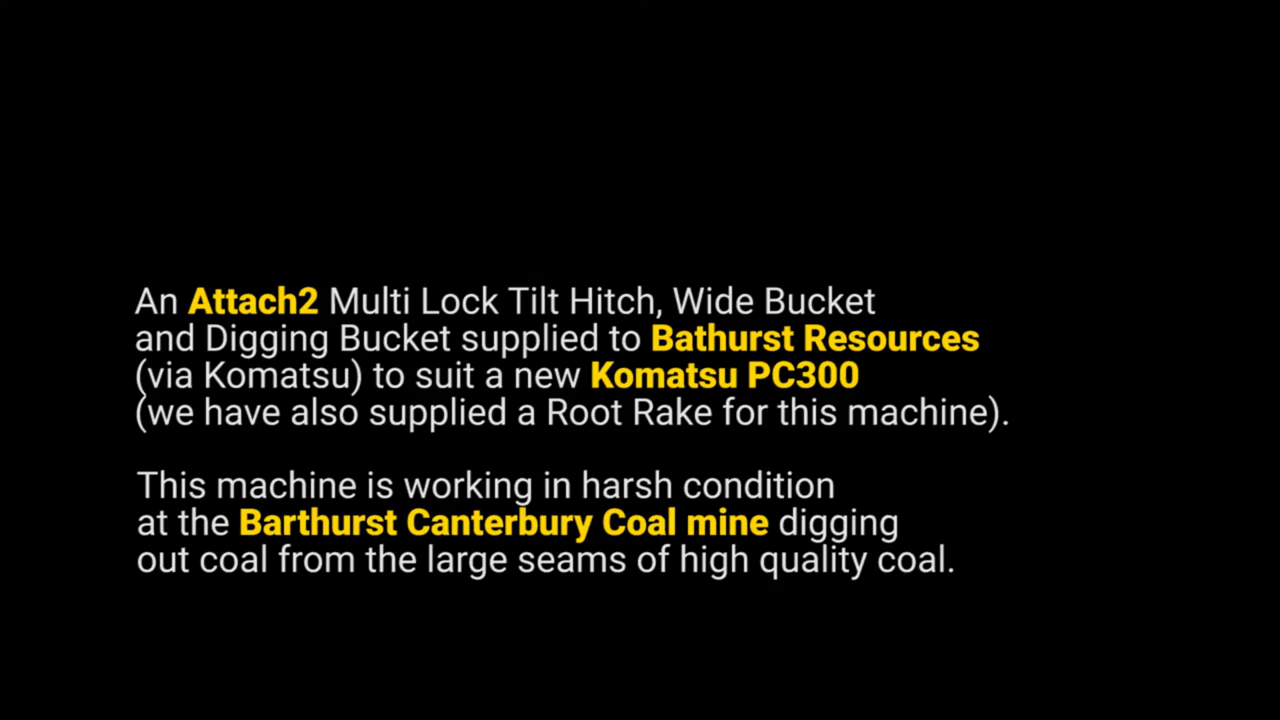 An Attach2 Multi Lock Tilt Hitch, Wide Bucket
and Digging Bucket supplied to Bathurst Resources
(via Komatsu) to suit a new Komatsu PC300
(we have also supplied a Root Rake for this machine).
This machine is working in harsh condition
at the Barthurst Canterbury Coal mine digging
out coal from the large seams of high quality coal.